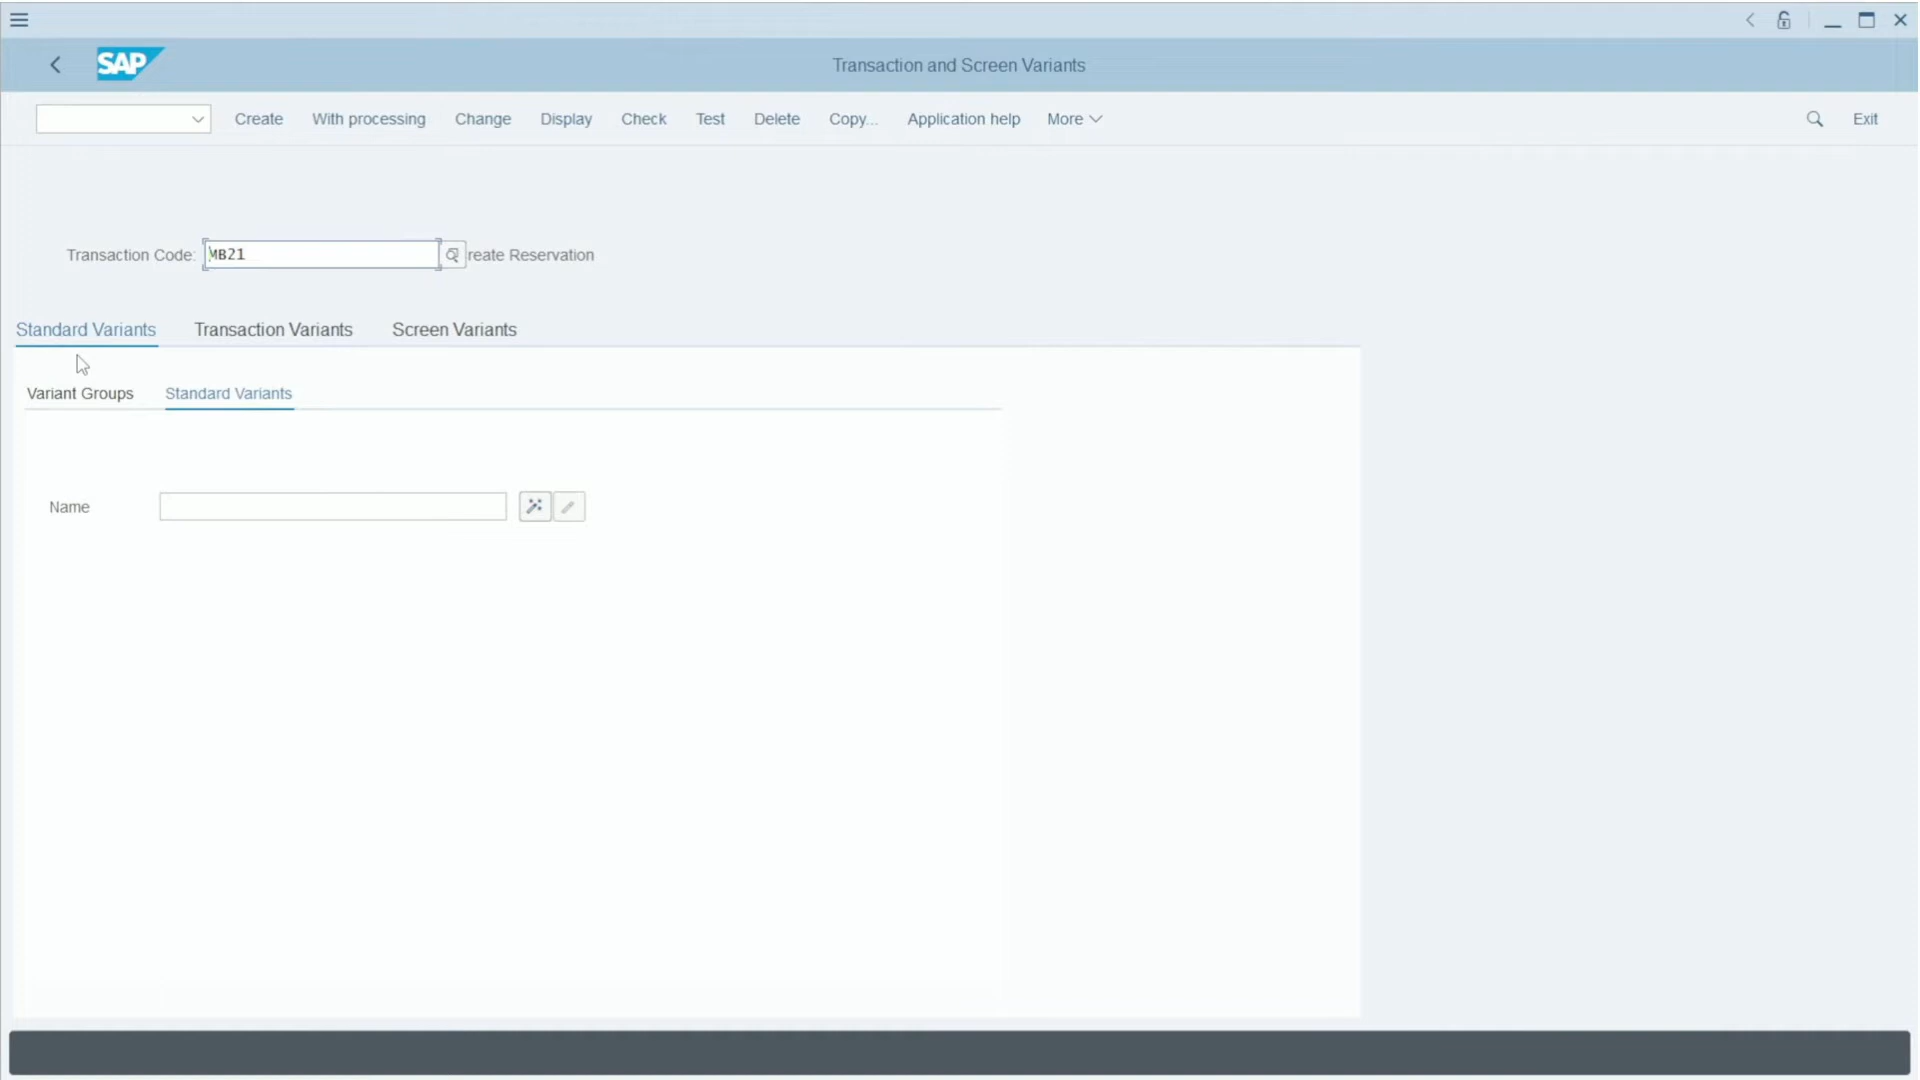 SAP
Transaction and Screen Variants
Create With processing Change Display Check Test Delete Copy... Application help More Exit
Transaction Code: MB21 reate Reservation
Standard Variants Transaction Variants Screen Variants
Variant Groups Standard Variants
Name